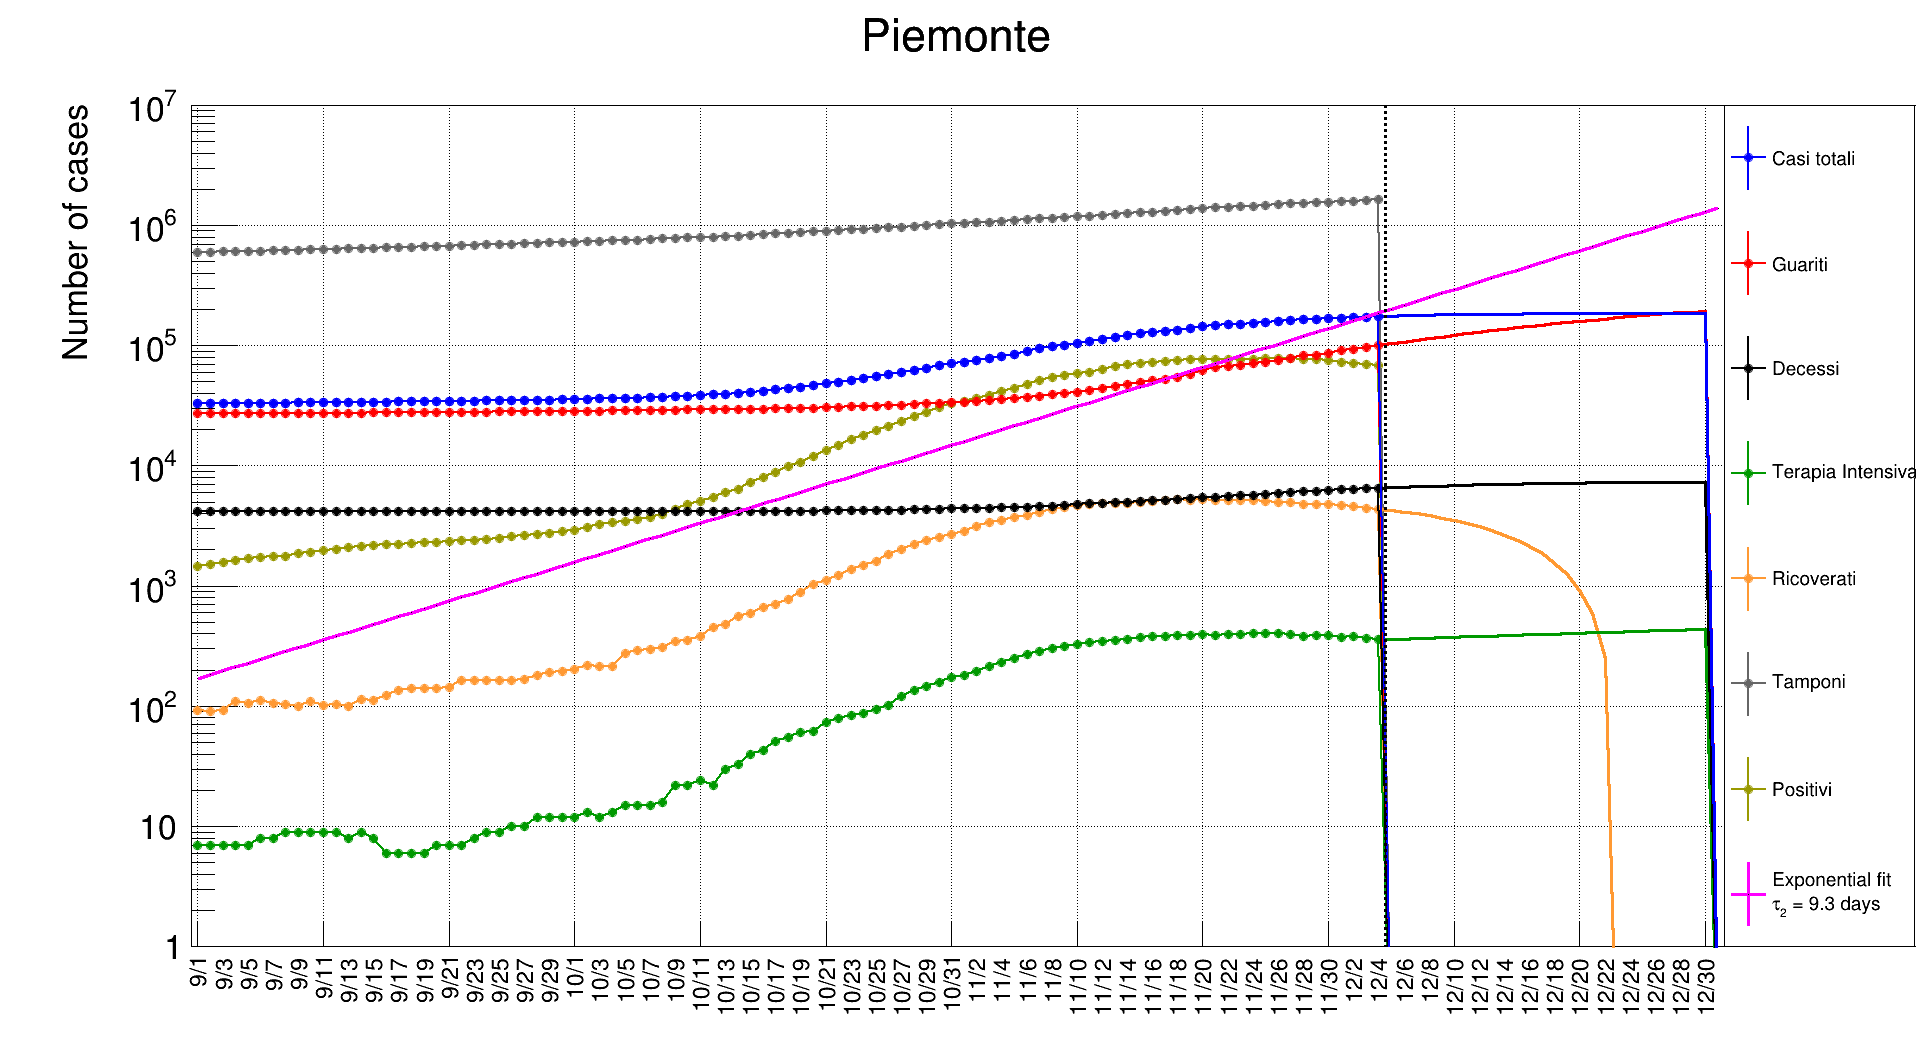 Piemonte
Number of cases
10^7
10^6
10^5
10^4
10^3
10^2
10
1
9/1 9/3 9/5 9/7 9/9 9/11 9/13 9/15 9/17 9/19 9/21 9/23 9/25 9/27 9/29 10/1 10/3 10/5 10/7 10/9 10/11 10/13 10/15 10/17 10/19 10/21 10/23 10/25 10/27 10/29 10/31 11/2 11/4 11/6 11/8 11/10 11/12 11/14 11/16 11/18 11/20 11/22 11/24 11/26 11/28 11/30 12/2 12/4 12/6 12/8 12/10 12/12 12/14 12/16 12/18 12/20 12/22 12/24 12/26 12/28 12/30
Casi totali
Guariti
Decessi
Terapia Intensiva
Ricoverati
Tamponi
Positivi
Exponential fit
τ_2 = 9.3 days